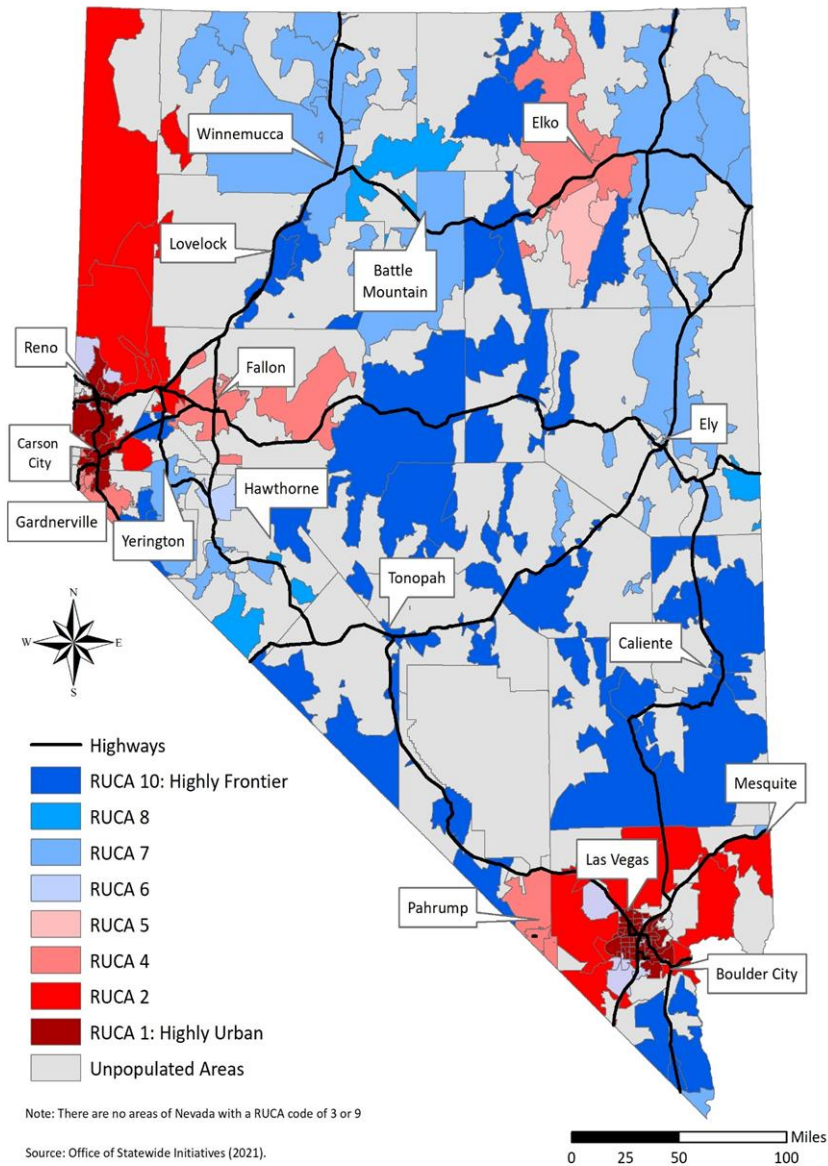 Winnemucca
Elko
Lovelock
Battle
Mountain
Reno
Fallon
Carson
City
Ely
Hawthorne
Gardnerville
Yerington
Tonopah
N
W
E
S
Caliente
Highways
RUCA 10: Highly Frontier
RUCA 8
RUCA 7
RUCA 6
RUCA 5
RUCA 4
RUCA 2
RUCA 1: Highly Urban
Unpopulated Areas
Mesquite
Las Vegas
Pahrump
Boulder City
Note: There are no areas of Nevada with a RUCA code of 3 or 9
Source: Office of Statewide Initiatives (2021).
Miles
0 25 50 100